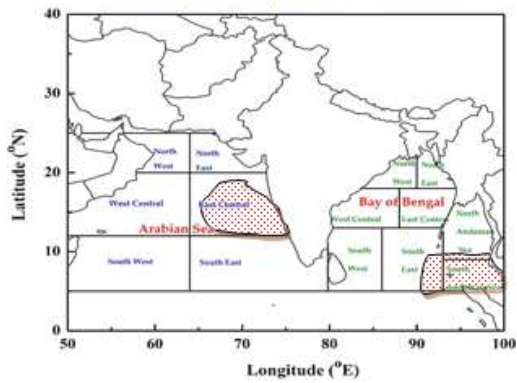 40
30
20
10
0
Latitude (°N)
50
60
70
80
90
100
Longitude (°E)
North
West
North
East
West Central
East Central
Arabian Sea
South West
South East
North
West
North
East
Bay of Bengal
West Central
East Central
South
West
South
East
North
Andaman
Sea
South